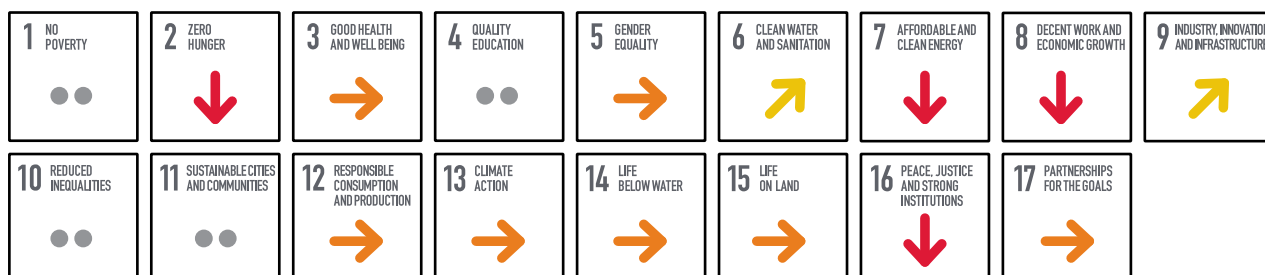 1 NO
POVERTY
2 ZERO
HUNGER
3 GOOD HEALTH
AND WELL BEING
4 QUALITY
EDUCATION
5 GENDER
EQUALITY
6 CLEAN WATER
AND SANITATION
7 AFFORDABLE AND
CLEAN ENERGY
8 DECENT WORK AND
ECONOMIC GROWTH
9 INDUSTRY, INNOVATION
AND INFRASTRUCTURE
10 REDUCED
INEQUALITIES
11 SUSTAINABLE CITIES
AND COMMUNITIES
12 RESPONSIBLE
CONSUMPTION
AND PRODUCTION
13 CLIMATE
ACTION
14 LIFE
BELOW WATER
15 LIFE
ON LAND
16 PEACE, JUSTICE
AND STRONG
INSTITUTIONS
17 PARTNERSHIPS
FOR THE GOALS